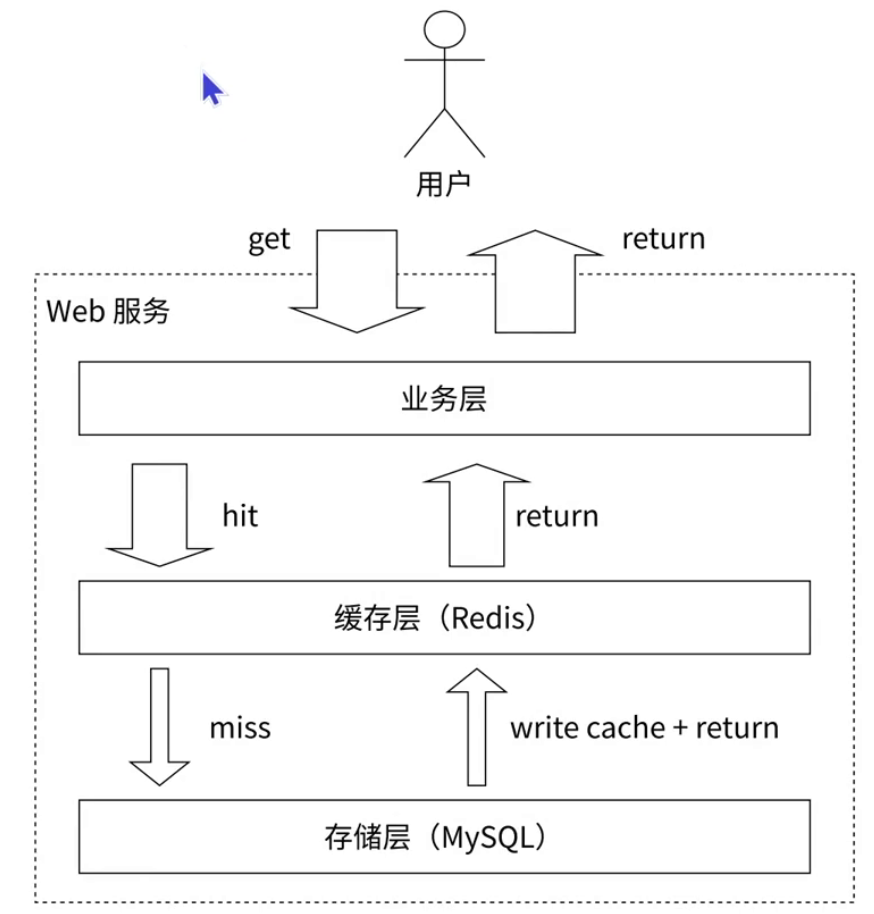 用户
get
return
Web 服务
业务层
hit
return
缓存层（Redis）
miss
write cache + return
存储层（MySQL）